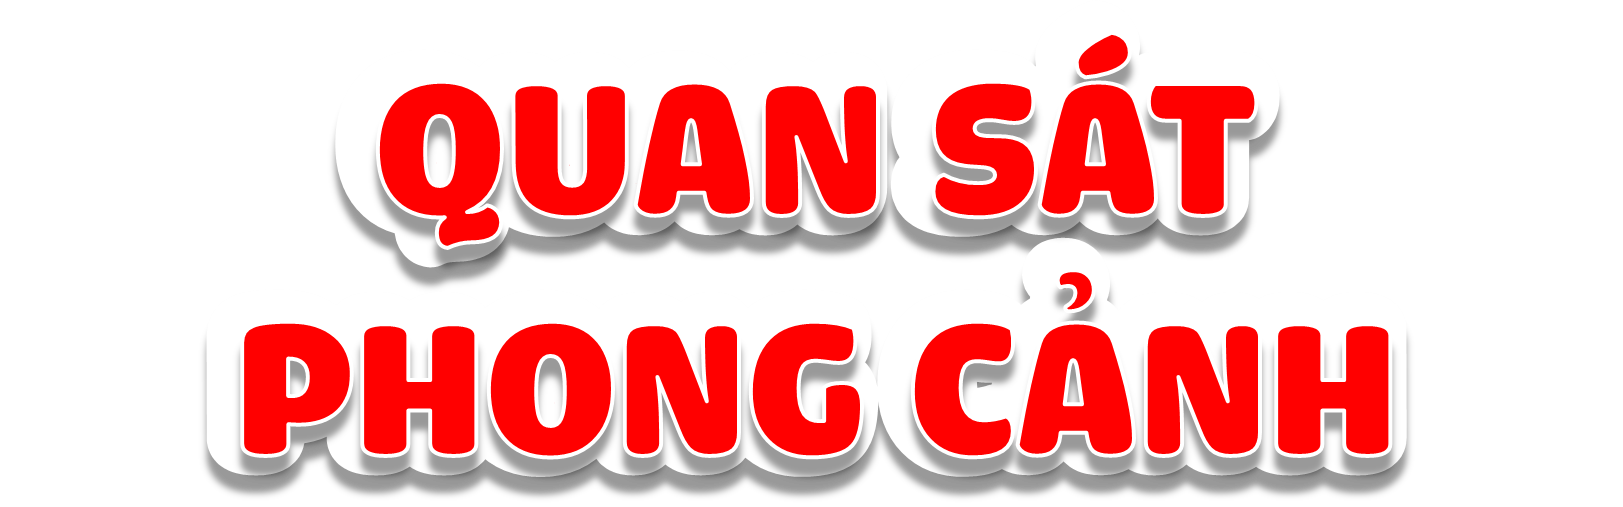 QUAN SÁT
PHONG CẢNH